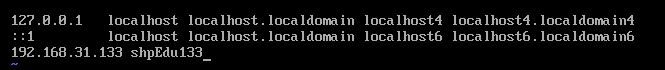 127.0.0.1   localhost localhost.localdomain localhost4 localhost4.localdomain4
::1         localhost localhost.localdomain localhost6 localhost6.localdomain6
192.168.31.133 shpEdu133_
~